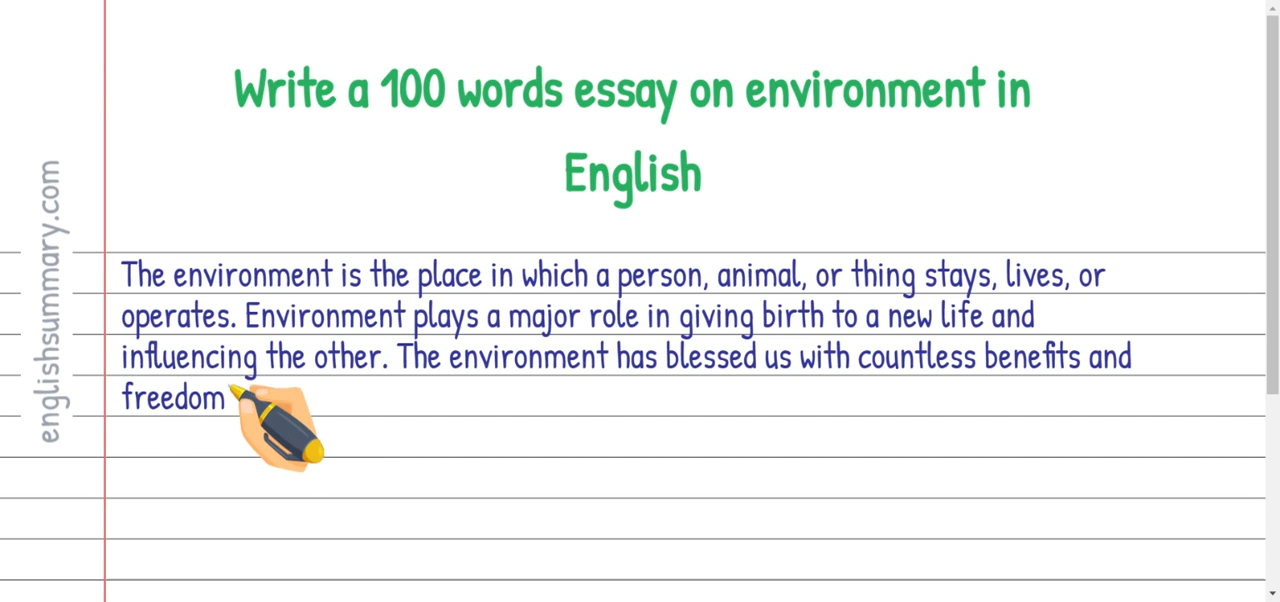 Write a 100 words essay on environment in
English
englishsummary.com
The environment is the place in which a person, animal, or thing stays, lives, or
operates. Environment plays a major role in giving birth to a new life and
influencing the other. The environment has blessed us with countless benefits and
freedom